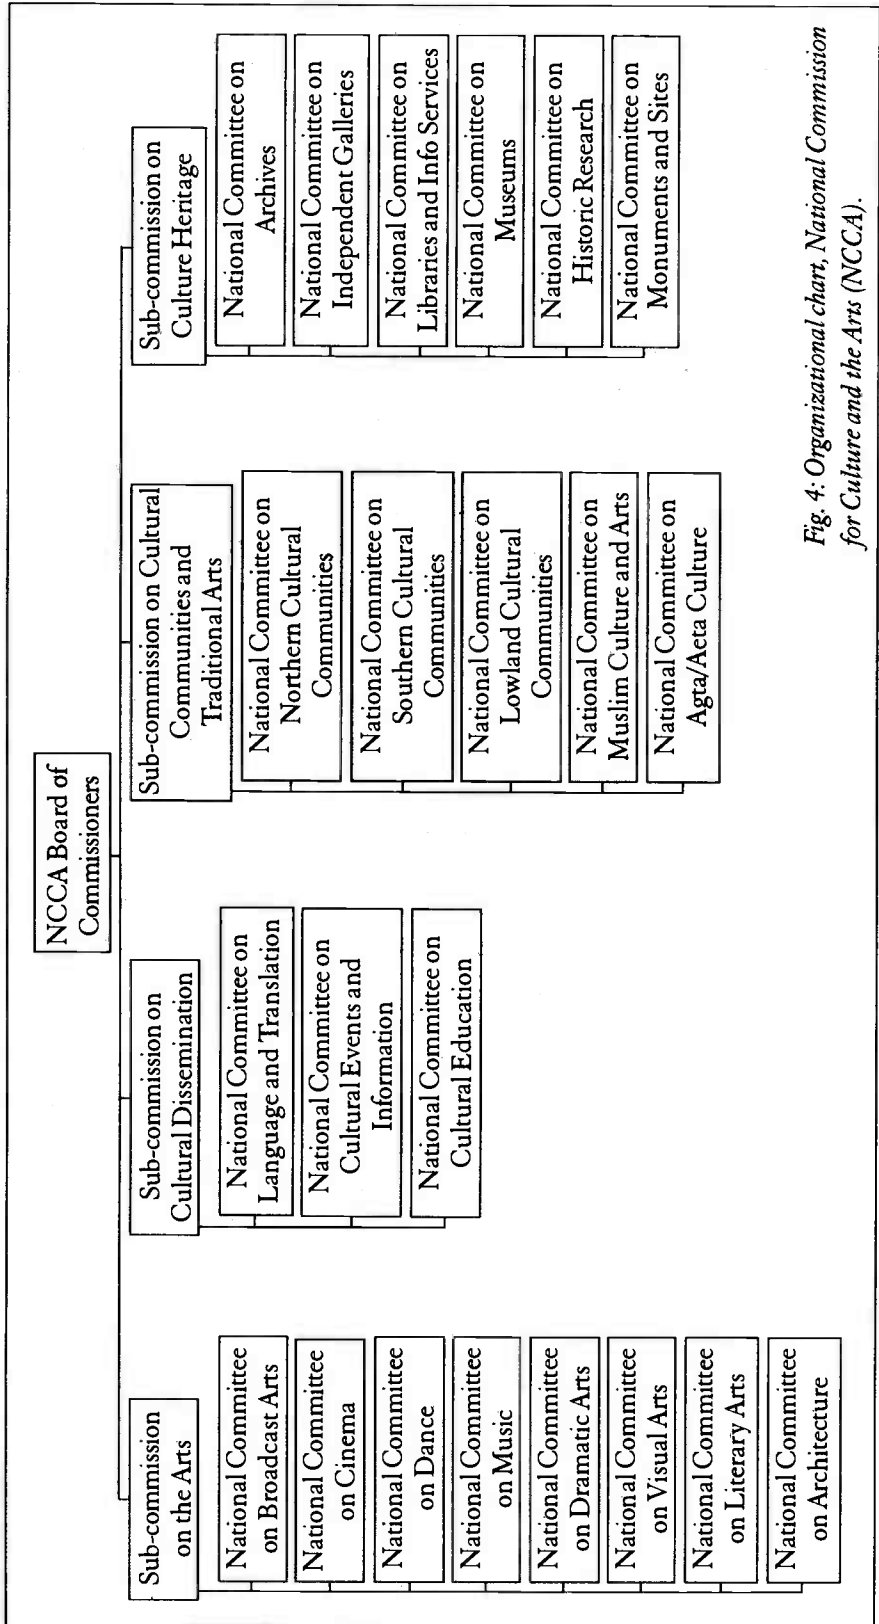 NCCA Board of
Commissioners
Sub-commission
on the Arts
National Committee
on Broadcast Arts
National Committee
on Cinema
National Committee
on Dance
National Committee
on Music
National Committee
on Dramatic Arts
National Committee
on Visual Arts
National Committee
on Literary Arts
National Committee
on Architecture
Sub-commission on
Cultural Dissemination
National Committee on
Language and Translation
National Committee on
Cultural Events and
Information
National Committee on
Cultural Education
Sub-commission on Cultural
Communities and
Traditional Arts
National Committee on
Northern Cultural
Communities
National Committee on
Southern Cultural
Communities
National Committee on
Lowland Cultural
Communities
National Committee on
Muslim Culture and Arts
National Committee on
Agta/Aeta Culture
Sub-commission on
Culture Heritage
National Committee on
Archives
National Committee on
Independent Galleries
National Committee on
Libraries and Info Services
National Committee on
Museums
National Committee on
Historic Research
National Committee on
Monuments and Sites
Fig. 4: Organizational chart, National Commission
for Culture and the Arts (NCCA).